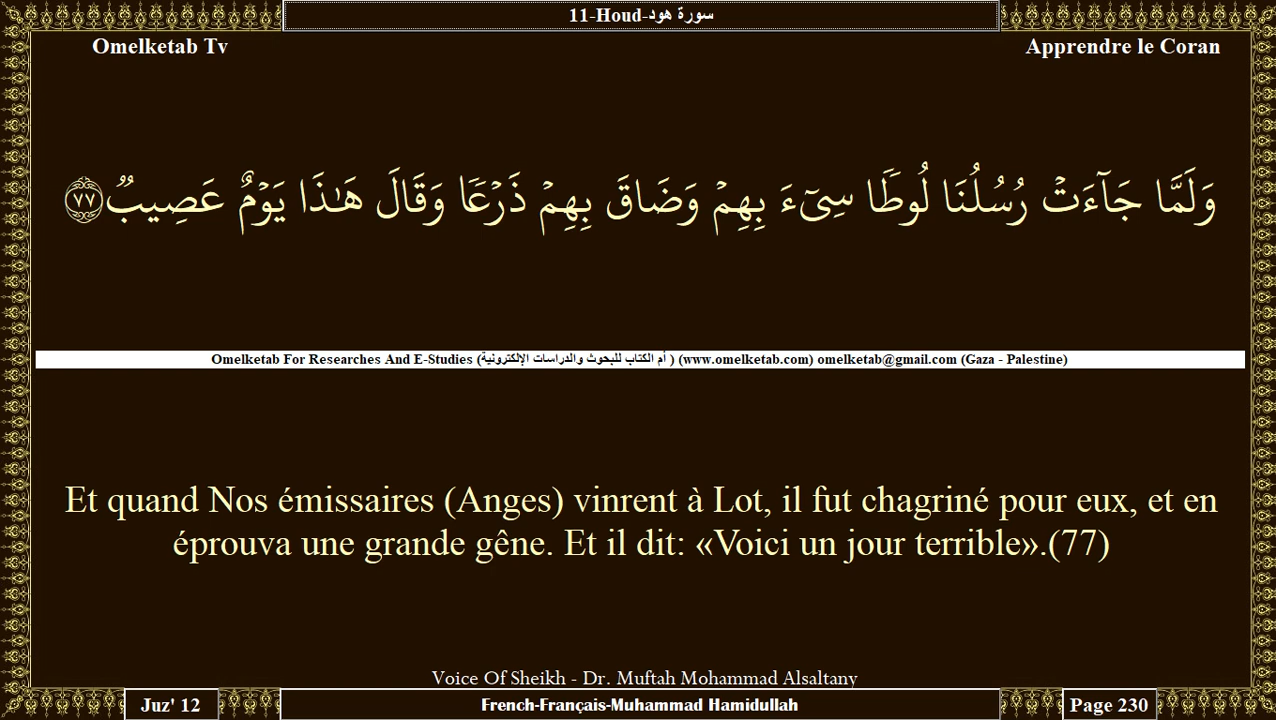 11-Houd-سورة هود
Omelketab Tv
Apprendre le Coran
وَلَمَّا جَآءَتْ رُسُلُنَا لُوطًا سِيٓءَ بِهِمْ وَضَاقَ بِهِمْ ذَرْعًا وَقَالَ هَٰذَا يَوْمٌ عَصِيبٌ ٧٧
Omelketab For Researches And E-Studies (أم الكتاب للبحوث والدراسات الإلكترونية ) (www.omelketab.com) omelketab@gmail.com (Gaza - Palestine)
Et quand Nos émissaires (Anges) vinrent à Lot, il fut chagriné pour eux, et en
éprouva une grande gêne. Et il dit: «Voici un jour terrible».(77)
Voice Of Sheikh - Dr. Muftah Mohammad Alsaltany
Juz' 12
French-Français-Muhammad Hamidullah
Page 230